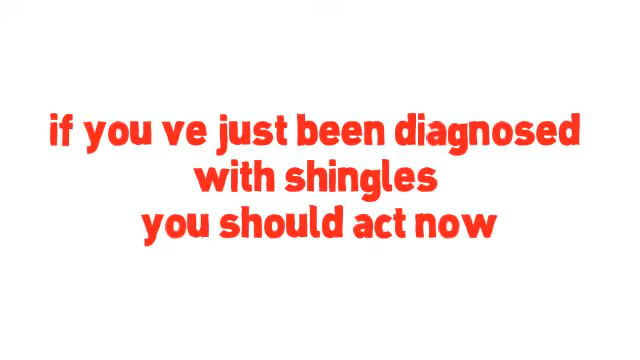 if you ve just been diagnosed
with shingles
you should act now